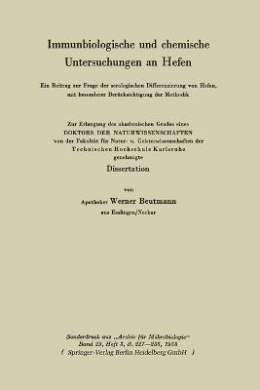 Immunbiologische und chemische
Untersuchungen an Hefen
Ein Beitrag zur Frage der serologischen Differenzierung von Hefen,
mit besonderer Berücksichtigung der Methodik
Zur Erlangung des akademischen Grades eines
DOKTORS DER NATURWISSENSCHAFTEN
von der Fakultät für Natur- u. Geisteswissenschaften der
Technischen Hochschule Karlsruhe
genehmigte
Dissertation
von
Apotheker Werner Beutmann
aus Esslingen/Neckar
Sonderdruck aus „Archiv für Mikrobiologie"
Band 29, Heft 3, S. 227—256, 1958
( Springer-Verlag Berlin Heidelberg GmbH )